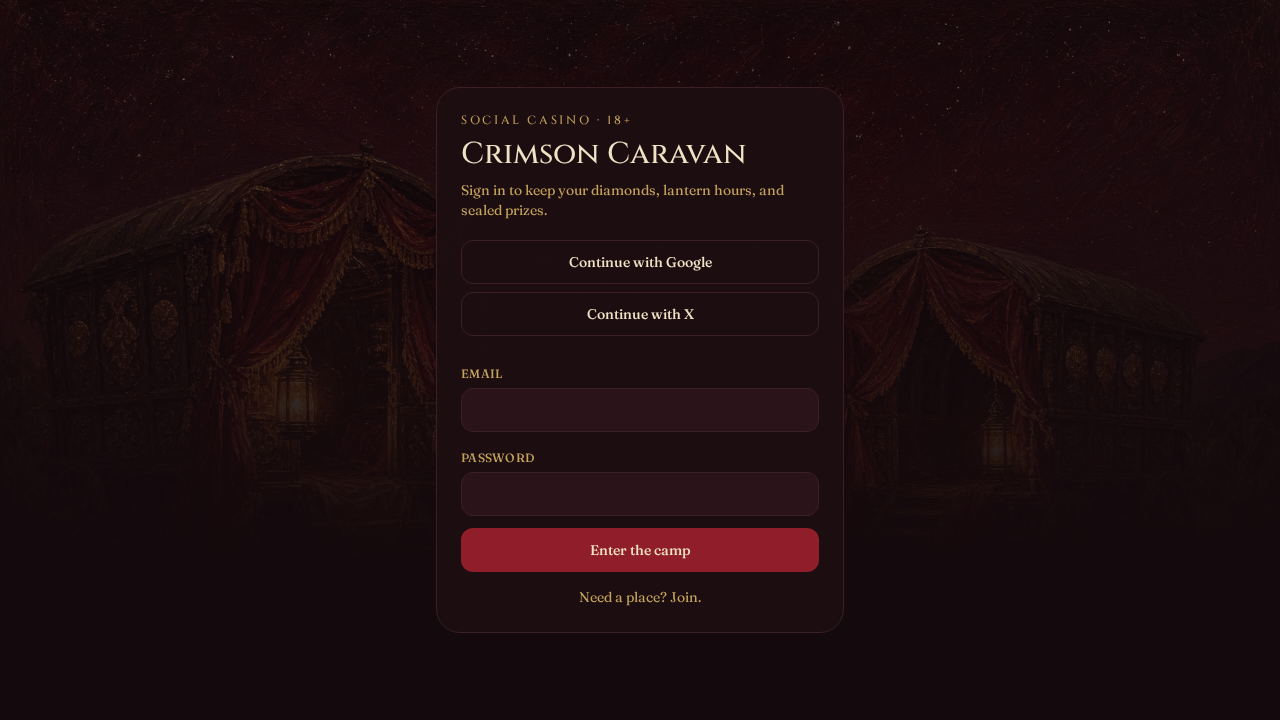 SOCIAL CASINO · 18+
Crimson Caravan
Sign in to keep your diamonds, lantern hours, and
sealed prizes.
Continue with Google
Continue with X
EMAIL
PASSWORD
Enter the camp
Need a place? Join.